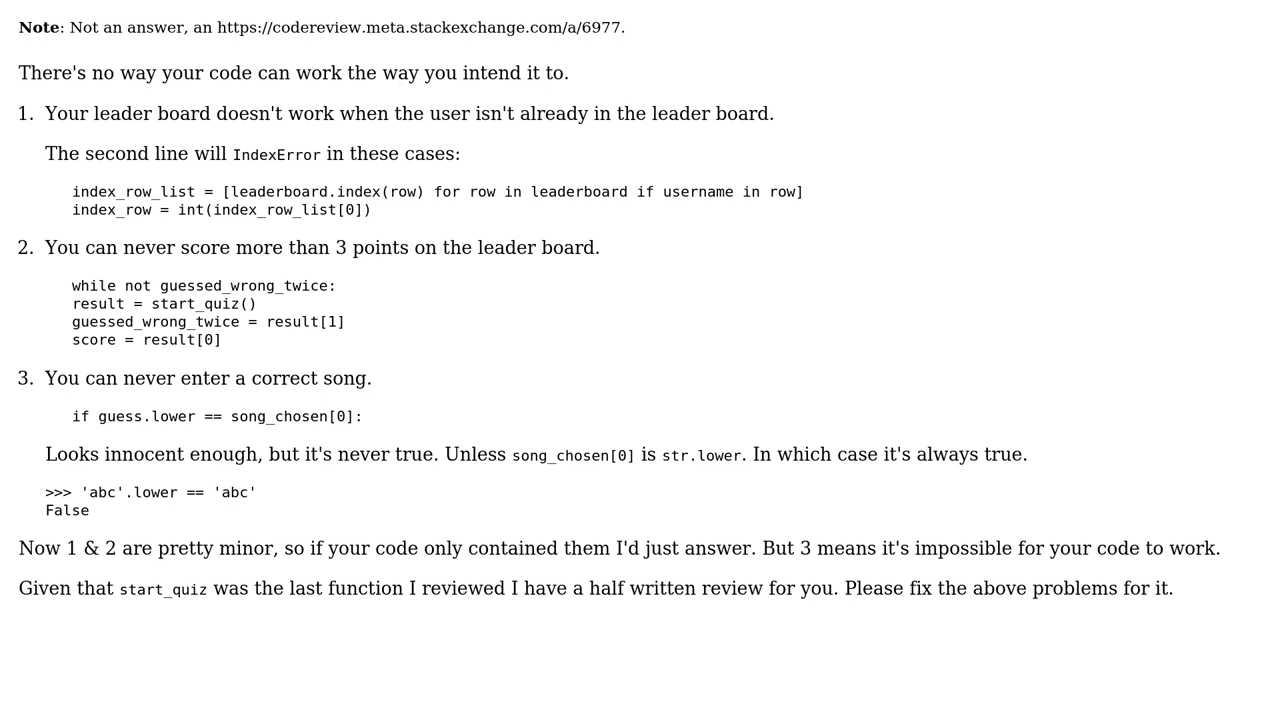 Note: Not an answer, an https://codereview.meta.stackexchange.com/a/6977.
There's no way your code can work the way you intend it to.
1. Your leader board doesn't work when the user isn't already in the leader board.
The second line will IndexError in these cases:
index_row_list = [leaderboard.index(row) for row in leaderboard if username in row]
index_row = int(index_row_list[0])
2. You can never score more than 3 points on the leader board.
while not guessed_wrong_twice:
result = start_quiz()
guessed_wrong_twice = result[1]
score = result[0]
3. You can never enter a correct song.
if guess.lower == song_chosen[0]:
Looks innocent enough, but it's never true. Unless song_chosen[0] is str.lower. In which case it's always true.
>>> 'abc'.lower == 'abc'
False
Now 1 & 2 are pretty minor, so if your code only contained them I'd just answer. But 3 means it's impossible for your code to work.
Given that start_quiz was the last function I reviewed I have a half written review for you. Please fix the above problems for it.